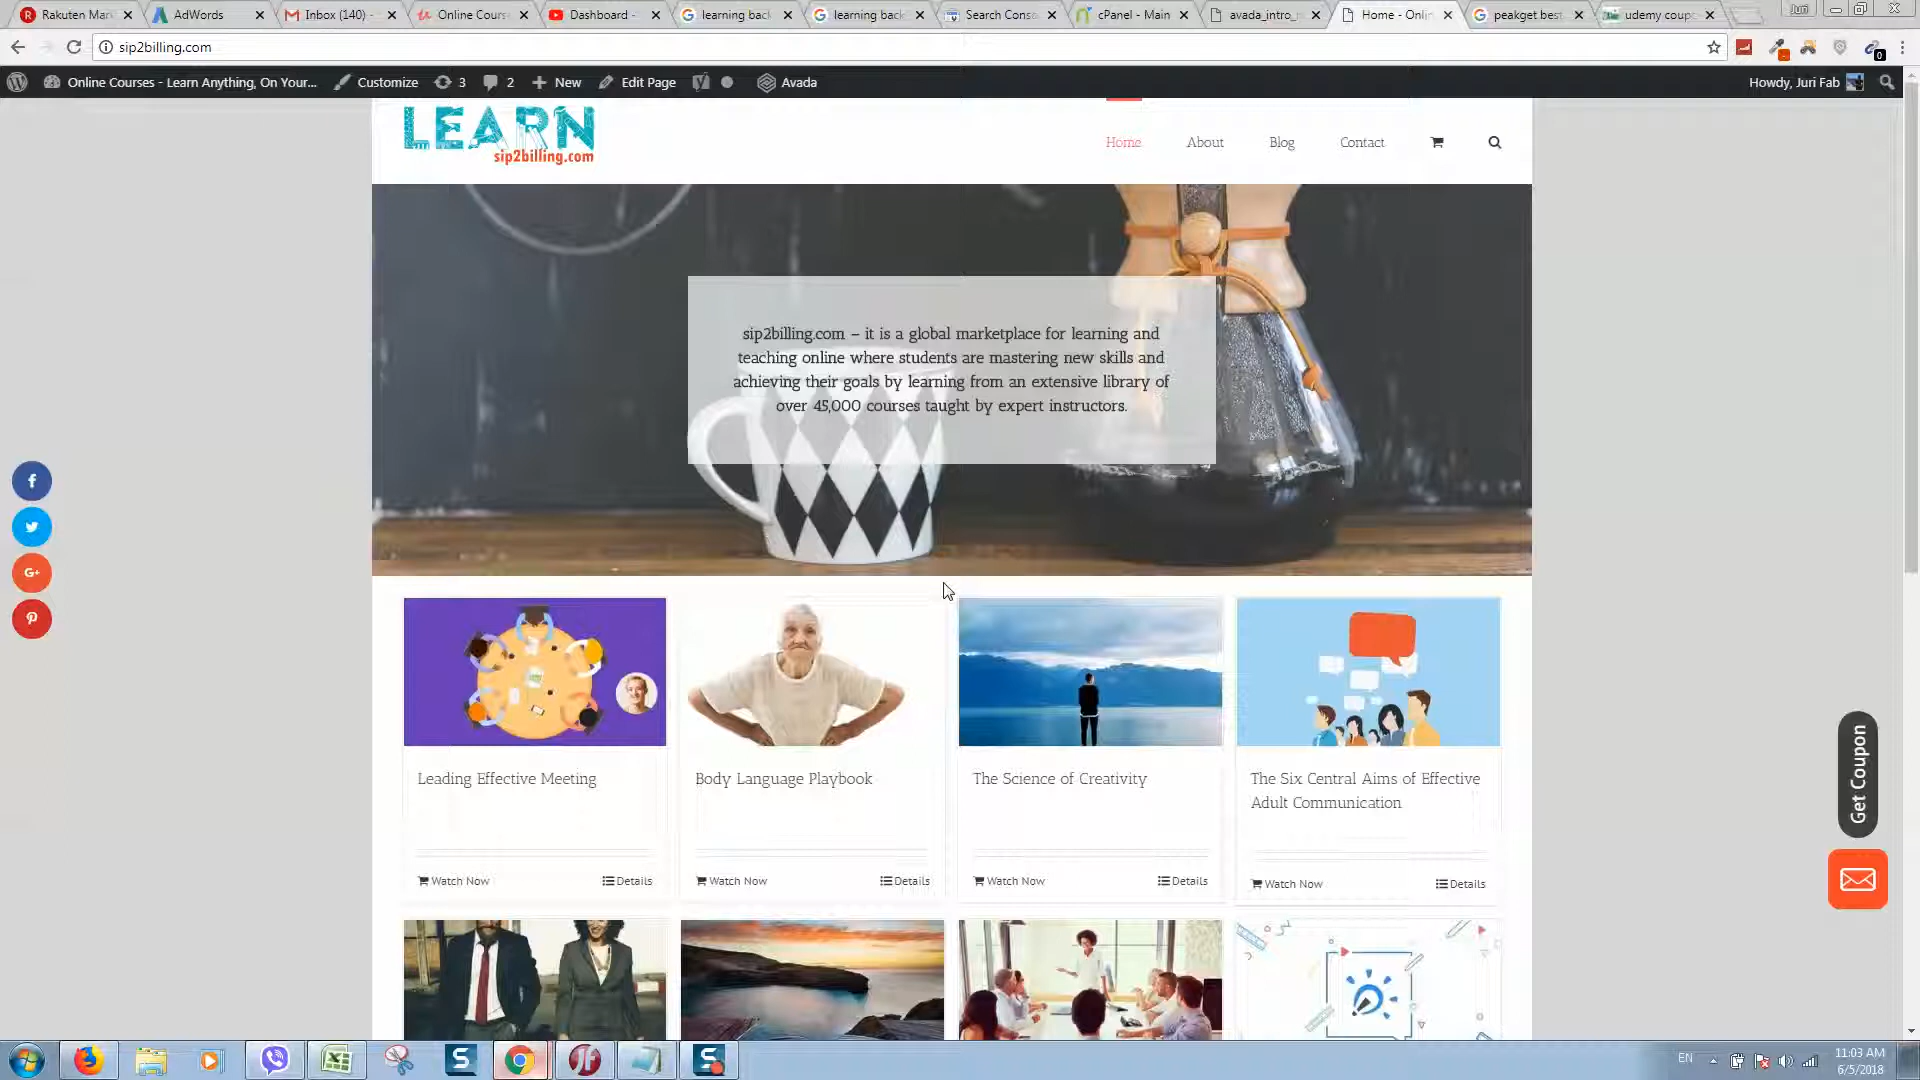 Rakuten Mar
AdWords
Inbox (140) -
Online Cours
Dashboard -
learning back
learning back
Search Conso
cPanel - Main
avada_intro_
Home - Onlin
peakget best
udemy coup
Juri
sip2billing.com
0
Online Courses – Learn Anything, On Your...
Customize
3
2
New
Edit Page
Avada
Howdy, Juri Fab
LEARN
sip2billing.com
Home
About
Blog
Contact
sip2billing.com – it is a global marketplace for learning and
teaching online where students are mastering new skills and
achieving their goals by learning from an extensive library of
over 45,000 courses taught by expert instructors.
G+
Get Coupon
Leading Effective Meeting
Body Language Playbook
The Science of Creativity
The Six Central Aims of Effective
Adult Communication
Watch Now
Details
Watch Now
Details
Watch Now
Details
Watch Now
Details
EN
11:03 AM
6/5/2018